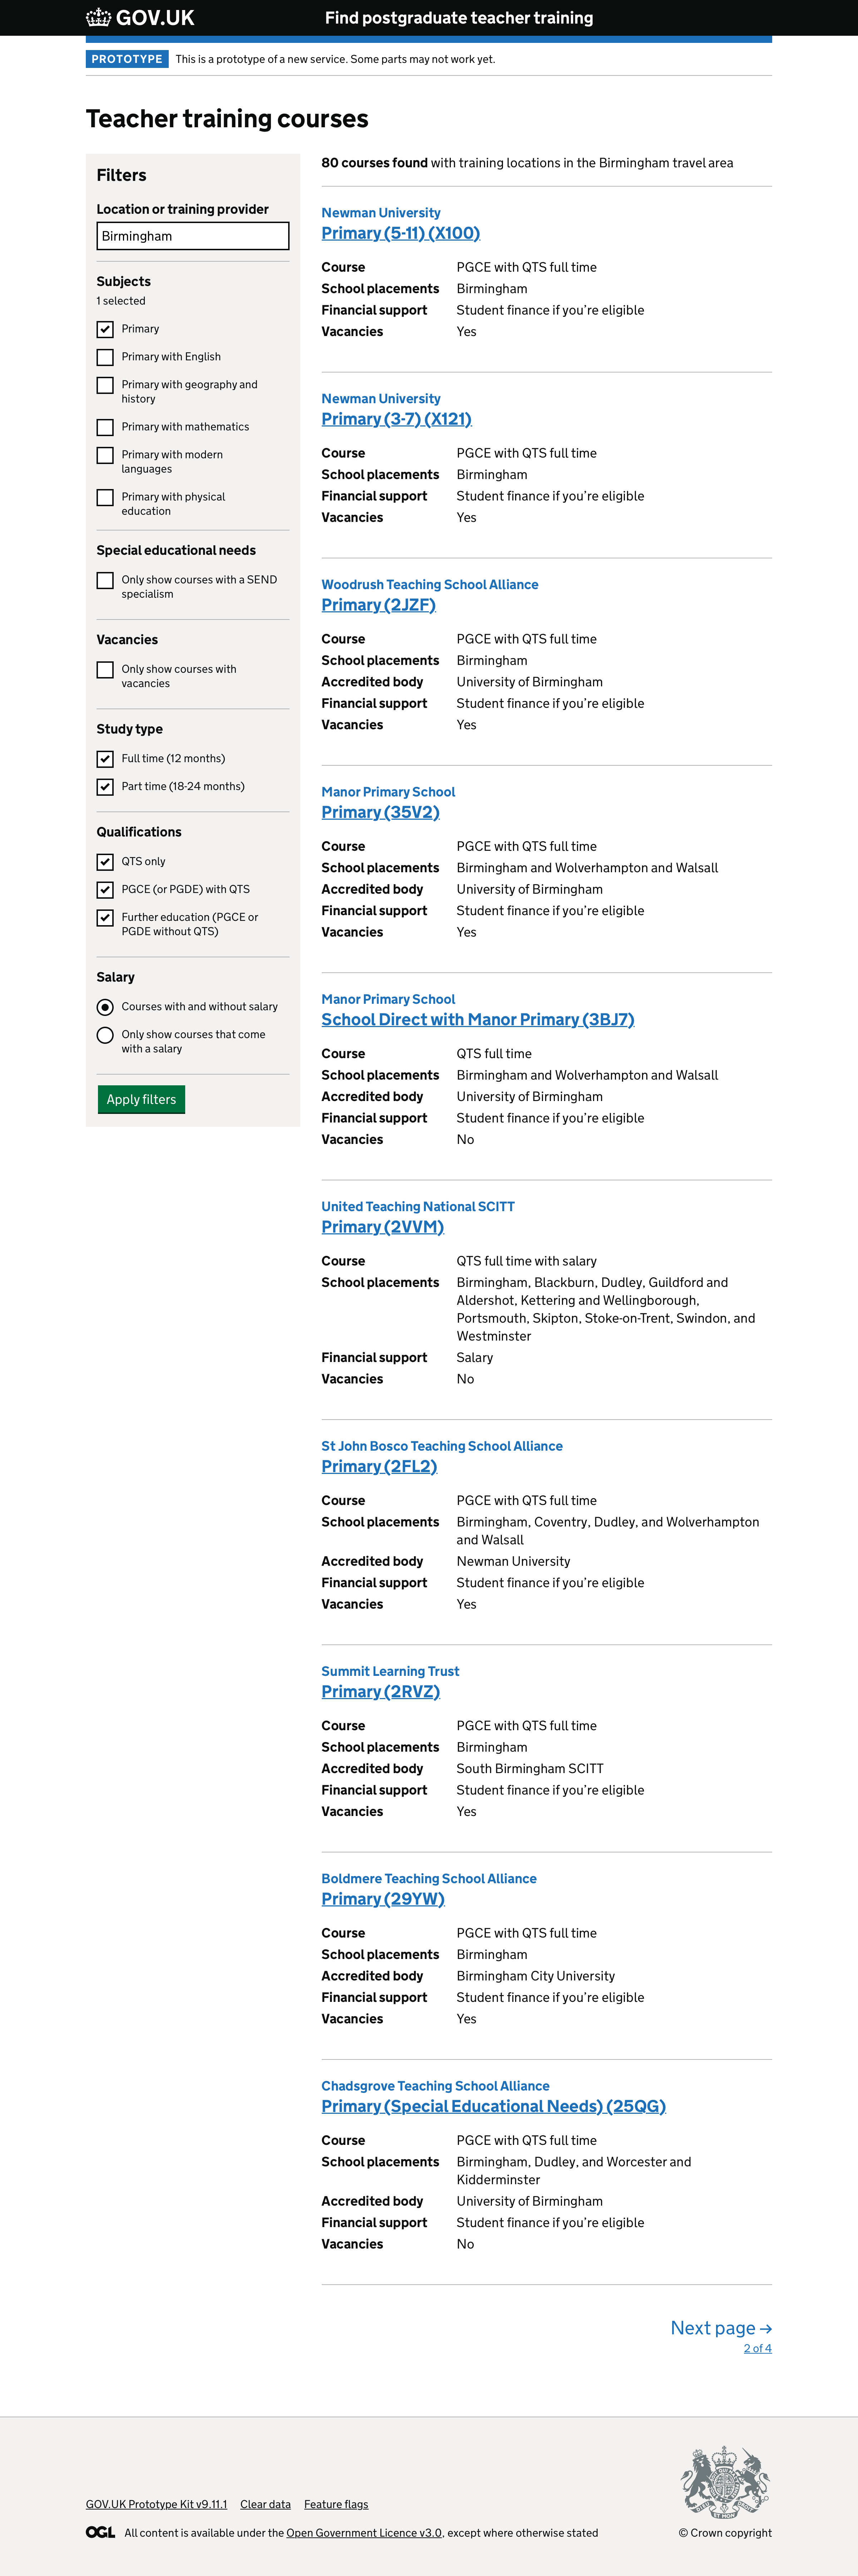 GOV.UK
Find postgraduate teacher training
PROTOTYPE
This is a prototype of a new service. Some parts may not work yet.
Teacher training courses
Filters
Location or training provider
Birmingham
Subjects
1 selected
Primary
Primary with English
Primary with geography and
history
Primary with mathematics
Primary with modern
languages
Primary with physical
education
Special educational needs
Only show courses with a SEND
specialism
Vacancies
Only show courses with
vacancies
Study type
Full time (12 months)
Part time (18-24 months)
Qualifications
QTS only
PGCE (or PGDE) with QTS
Further education (PGCE or
PGDE without QTS)
Salary
Courses with and without salary
Only show courses that come
with a salary
Apply filters
80 courses found with training locations in the Birmingham travel area
Newman University
Primary (5-11) (X100)
Course PGCE with QTS full time
School placements Birmingham
Financial support Student finance if you’re eligible
Vacancies Yes
Newman University
Primary (3-7) (X121)
Course PGCE with QTS full time
School placements Birmingham
Financial support Student finance if you’re eligible
Vacancies Yes
Woodrush Teaching School Alliance
Primary (2JZF)
Course PGCE with QTS full time
School placements Birmingham
Accredited body University of Birmingham
Financial support Student finance if you’re eligible
Vacancies Yes
Manor Primary School
Primary (35V2)
Course PGCE with QTS full time
School placements Birmingham and Wolverhampton and Walsall
Accredited body University of Birmingham
Financial support Student finance if you’re eligible
Vacancies Yes
Manor Primary School
School Direct with Manor Primary (3BJ7)
Course QTS full time
School placements Birmingham and Wolverhampton and Walsall
Accredited body University of Birmingham
Financial support Student finance if you’re eligible
Vacancies No
United Teaching National SCITT
Primary (2VVM)
Course QTS full time with salary
School placements Birmingham, Blackburn, Dudley, Guildford and
Aldershot, Kettering and Wellingborough,
Portsmouth, Skipton, Stoke-on-Trent, Swindon, and
Westminster
Financial support Salary
Vacancies No
St John Bosco Teaching School Alliance
Primary (2FL2)
Course PGCE with QTS full time
School placements Birmingham, Coventry, Dudley, and Wolverhampton
and Walsall
Accredited body Newman University
Financial support Student finance if you’re eligible
Vacancies Yes
Summit Learning Trust
Primary (2RVZ)
Course PGCE with QTS full time
School placements Birmingham
Accredited body South Birmingham SCITT
Financial support Student finance if you’re eligible
Vacancies Yes
Boldmere Teaching School Alliance
Primary (29YW)
Course PGCE with QTS full time
School placements Birmingham
Accredited body Birmingham City University
Financial support Student finance if you’re eligible
Vacancies Yes
Chadsgrove Teaching School Alliance
Primary (Special Educational Needs) (25QG)
Course PGCE with QTS full time
School placements Birmingham, Dudley, and Worcester and
Kidderminster
Accredited body University of Birmingham
Financial support Student finance if you’re eligible
Vacancies No
Next page →
2 of 4
GOV.UK Prototype Kit v9.11.1 Clear data Feature flags
OGL All content is available under the Open Government Licence v3.0, except where otherwise stated
© Crown copyright